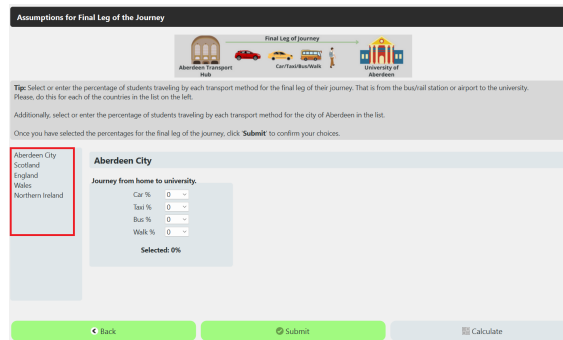 Assumptions for Final Leg of the Journey
Final Leg of Journey
Aberdeen Transport
Hub
Car/Taxi/Bus/Walk
University of
Aberdeen
Tip: Select or enter the percentage of students traveling by each transport method for the final leg of their journey. That is from the bus/rail station or airport to the university.
Please, do this for each of the countries in the list on the left.
Additionally, select or enter the percentage of students traveling by each transport method for the city of Aberdeen in the list.
Once you have selected the percentages for the final leg of the journey, click 'Submit' to confirm your choices.
Aberdeen City
Scotland
England
Wales
Northern Ireland
Aberdeen City
Journey from home to university.
Car % 0
Taxi % 0
Bus % 0
Walk % 0
Selected: 0%
Back
Submit
Calculate